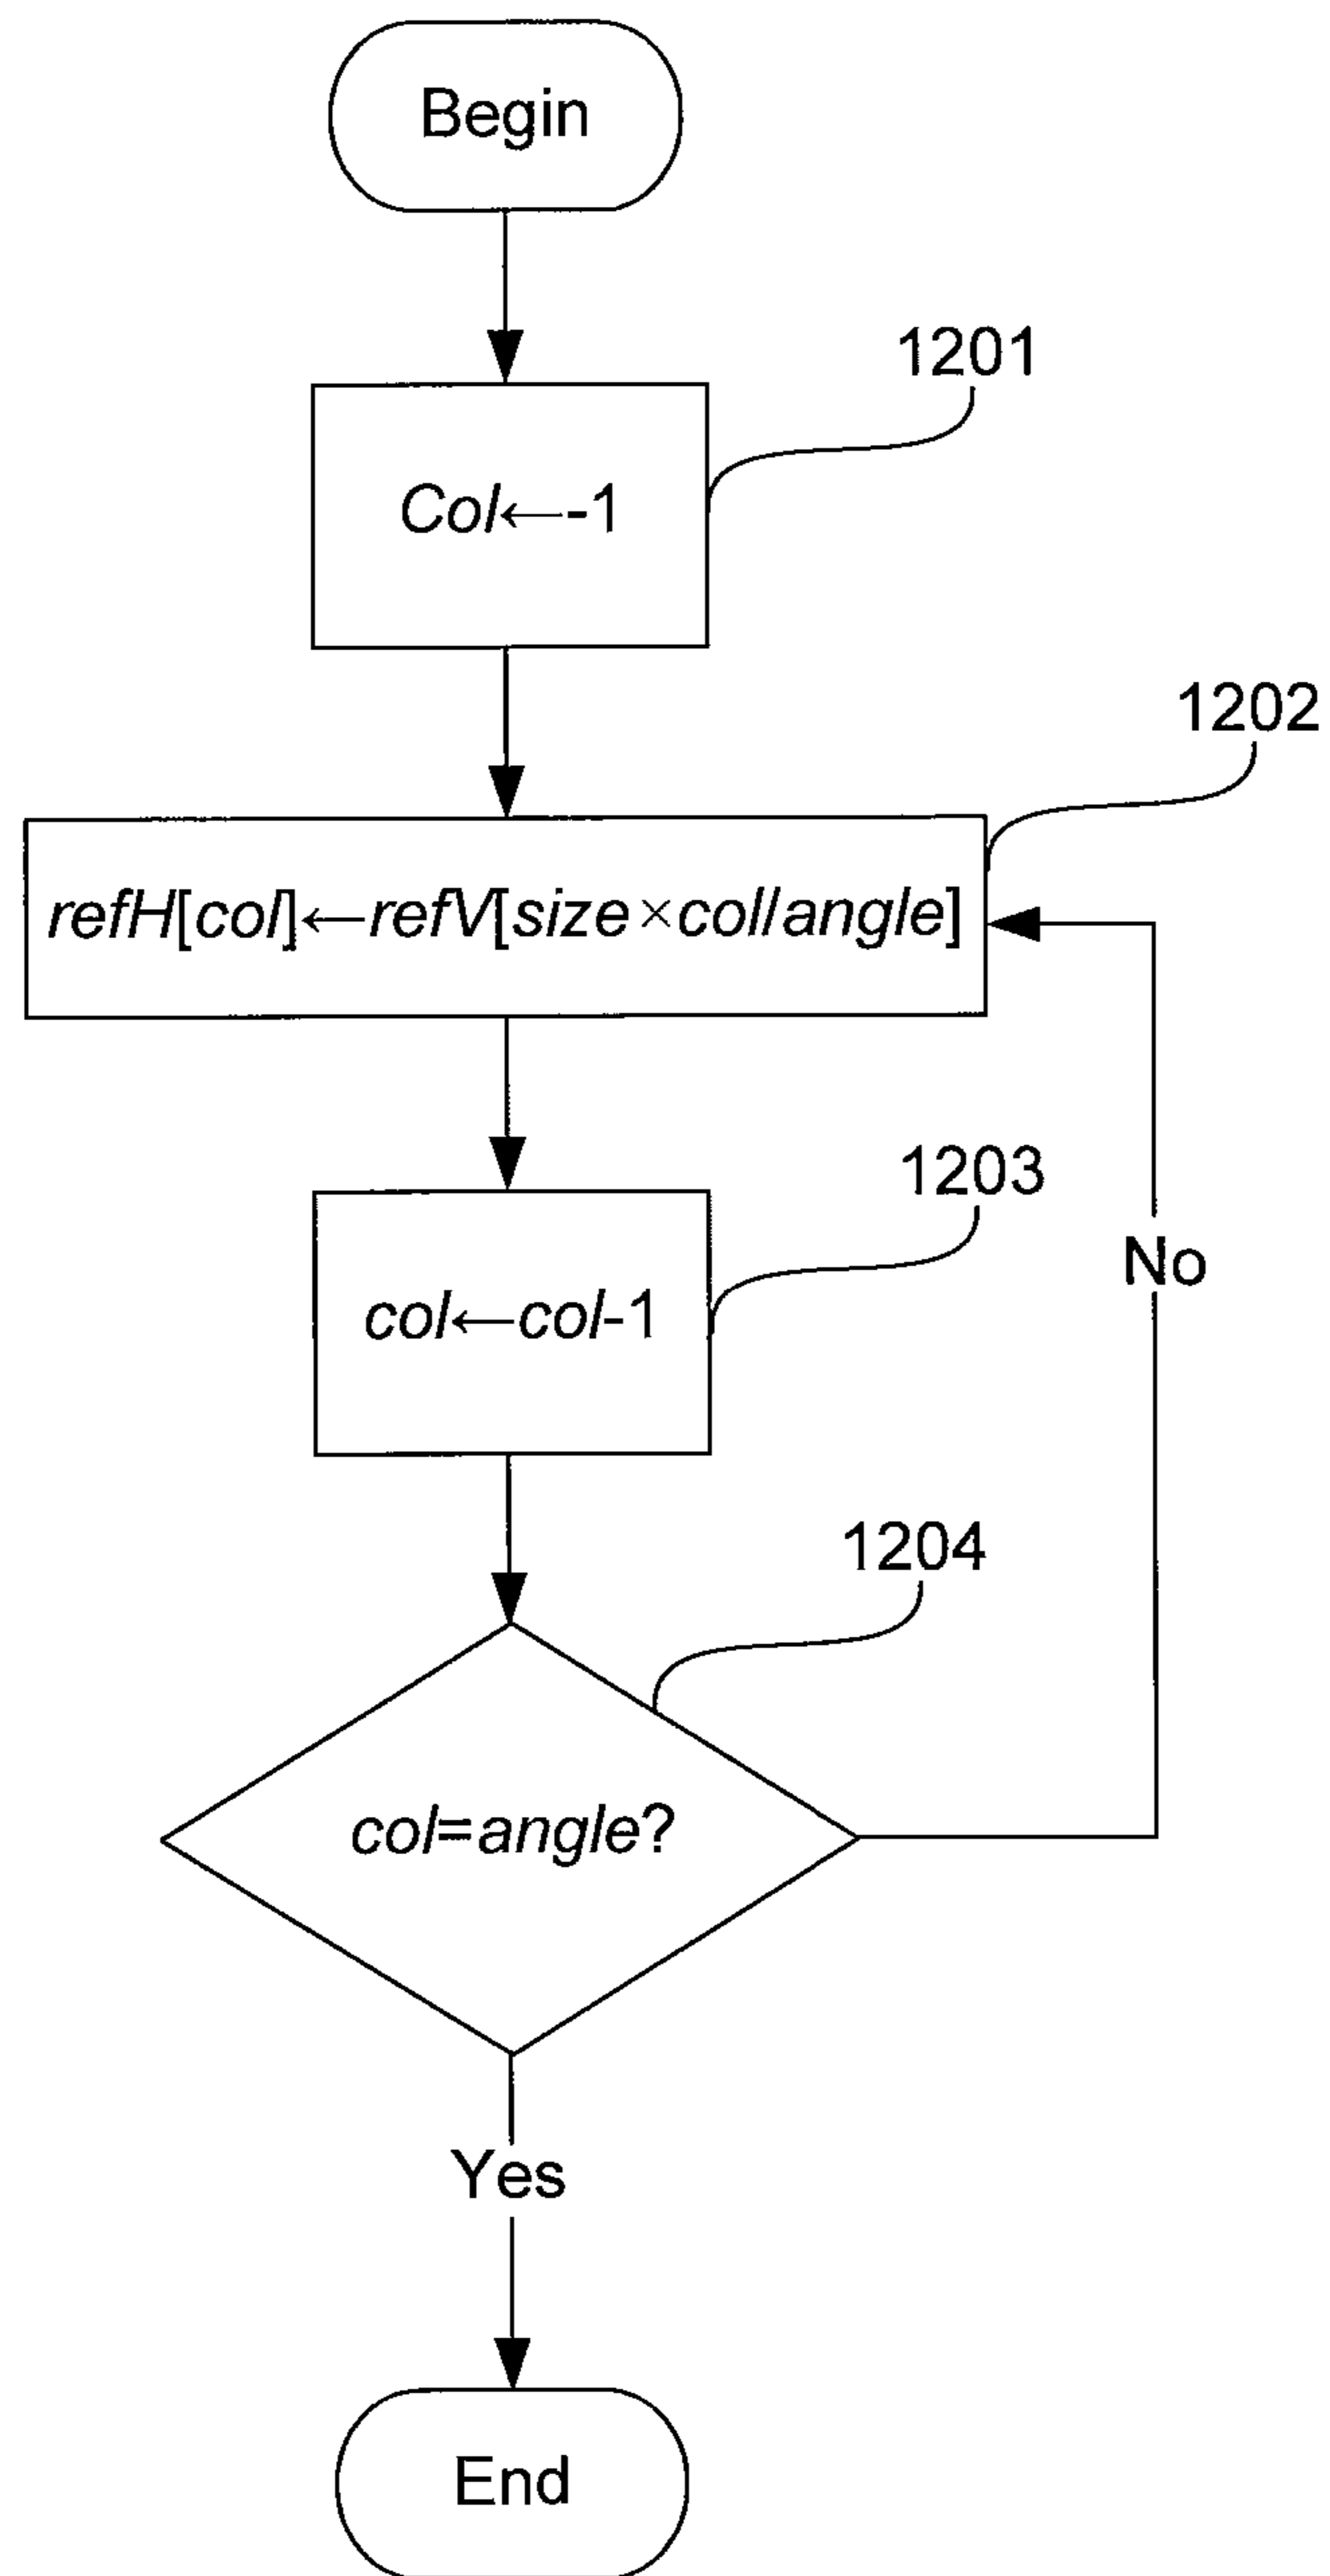 Begin
1201
Col←-1
1202
refH[col]←refV[size×col/angle]
1203
No
col←col-1
1204
col=angle?
Yes
End